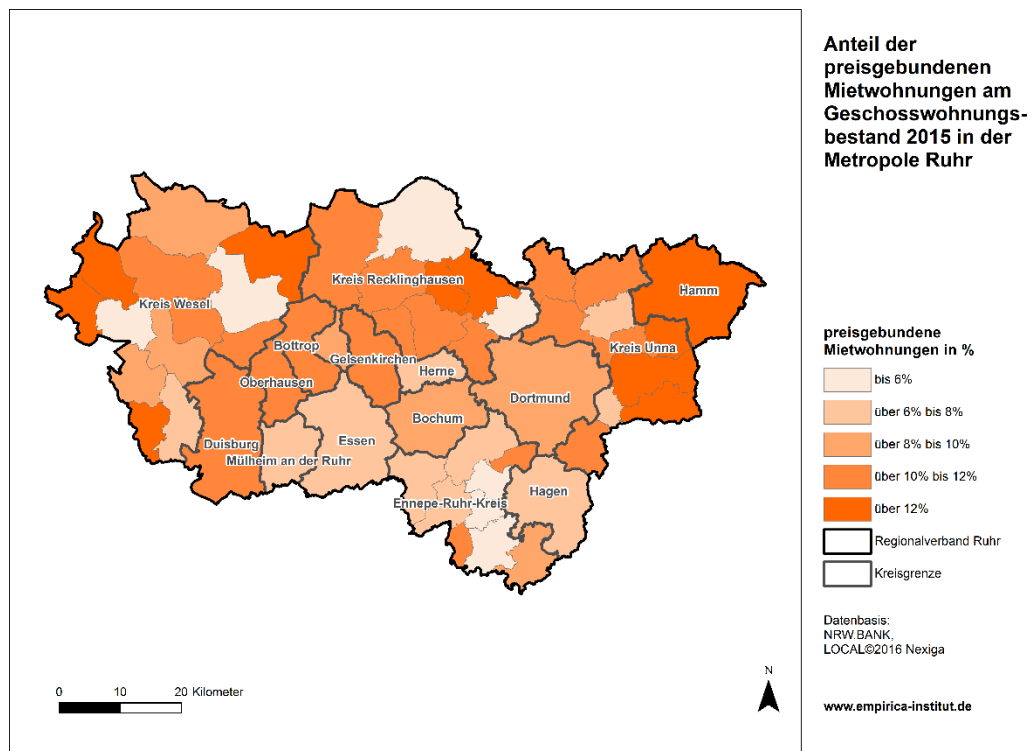 Anteil der
preisgebundenen
Mietwohnungen am
Geschosswohnungs-
bestand 2015 in der
Metropole Ruhr
Kreis Recklinghausen
Hamm
Kreis Wesel
Bottrop
Kreis Unna
Gelsenkirchen
Herne
Oberhausen
Dortmund
Bochum
Essen
Duisburg
Mülheim an der Ruhr
Hagen
Ennepe-Ruhr-Kreis
preisgebundene
Mietwohnungen in %
bis 6%
über 6% bis 8%
über 8% bis 10%
über 10% bis 12%
über 12%
Regionalverband Ruhr
Kreisgrenze
Datenbasis:
NRW.BANK,
LOCAL©2016 Nexiga
www.empirica-institut.de
0 10 20 Kilometer
N